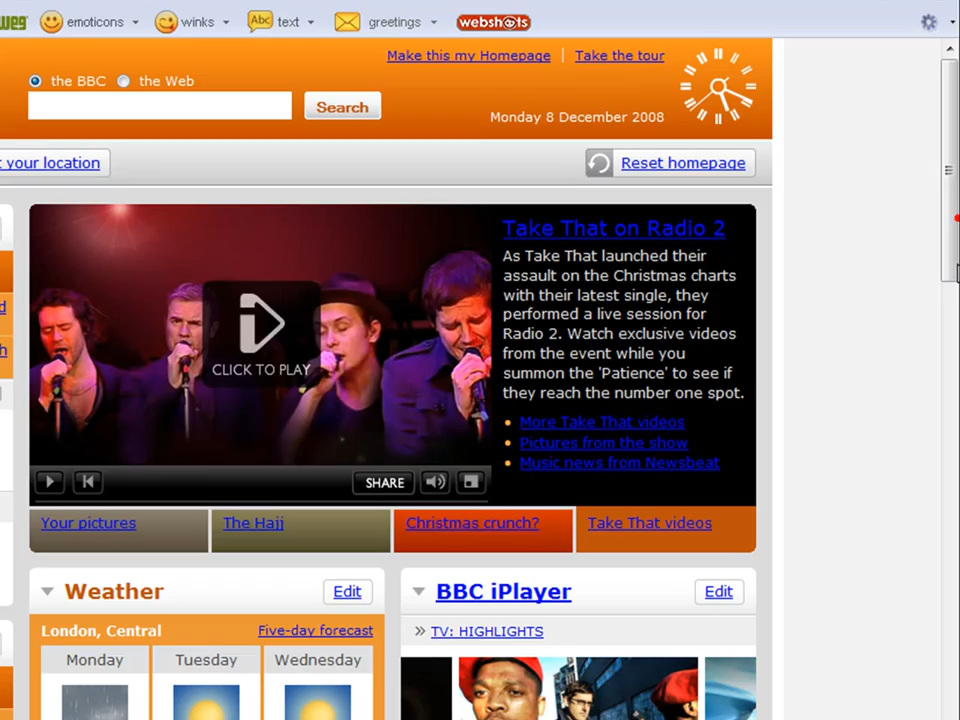 emoticons winks Abc text greetings webshots
Make this my Homepage Take the tour
the BBC the Web
Search
Monday 8 December 2008
your location
Reset homepage
Take That on Radio 2
As Take That launched their
assault on the Christmas charts
with their latest single, they
performed a live session for
Radio 2. Watch exclusive videos
from the event while you
summon the 'Patience' to see if
they reach the number one spot.
CLICK TO PLAY
More Take That videos
Pictures from the show
Music news from Newsbeat
SHARE
Your pictures The Hajj Christmas crunch? Take That videos
Weather Edit
BBC iPlayer Edit
London, Central Five-day forecast
TV: HIGHLIGHTS
Monday Tuesday Wednesday